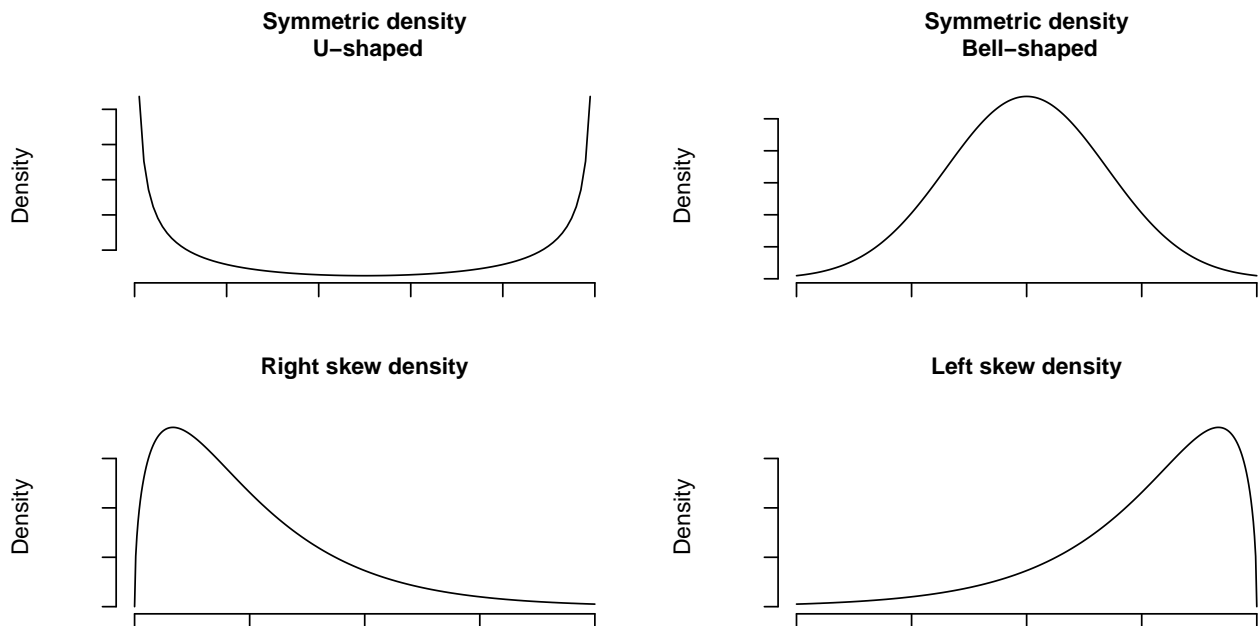 Symmetric density
U−shaped
Density
Symmetric density
Bell−shaped
Density
Right skew density
Density
Left skew density
Density